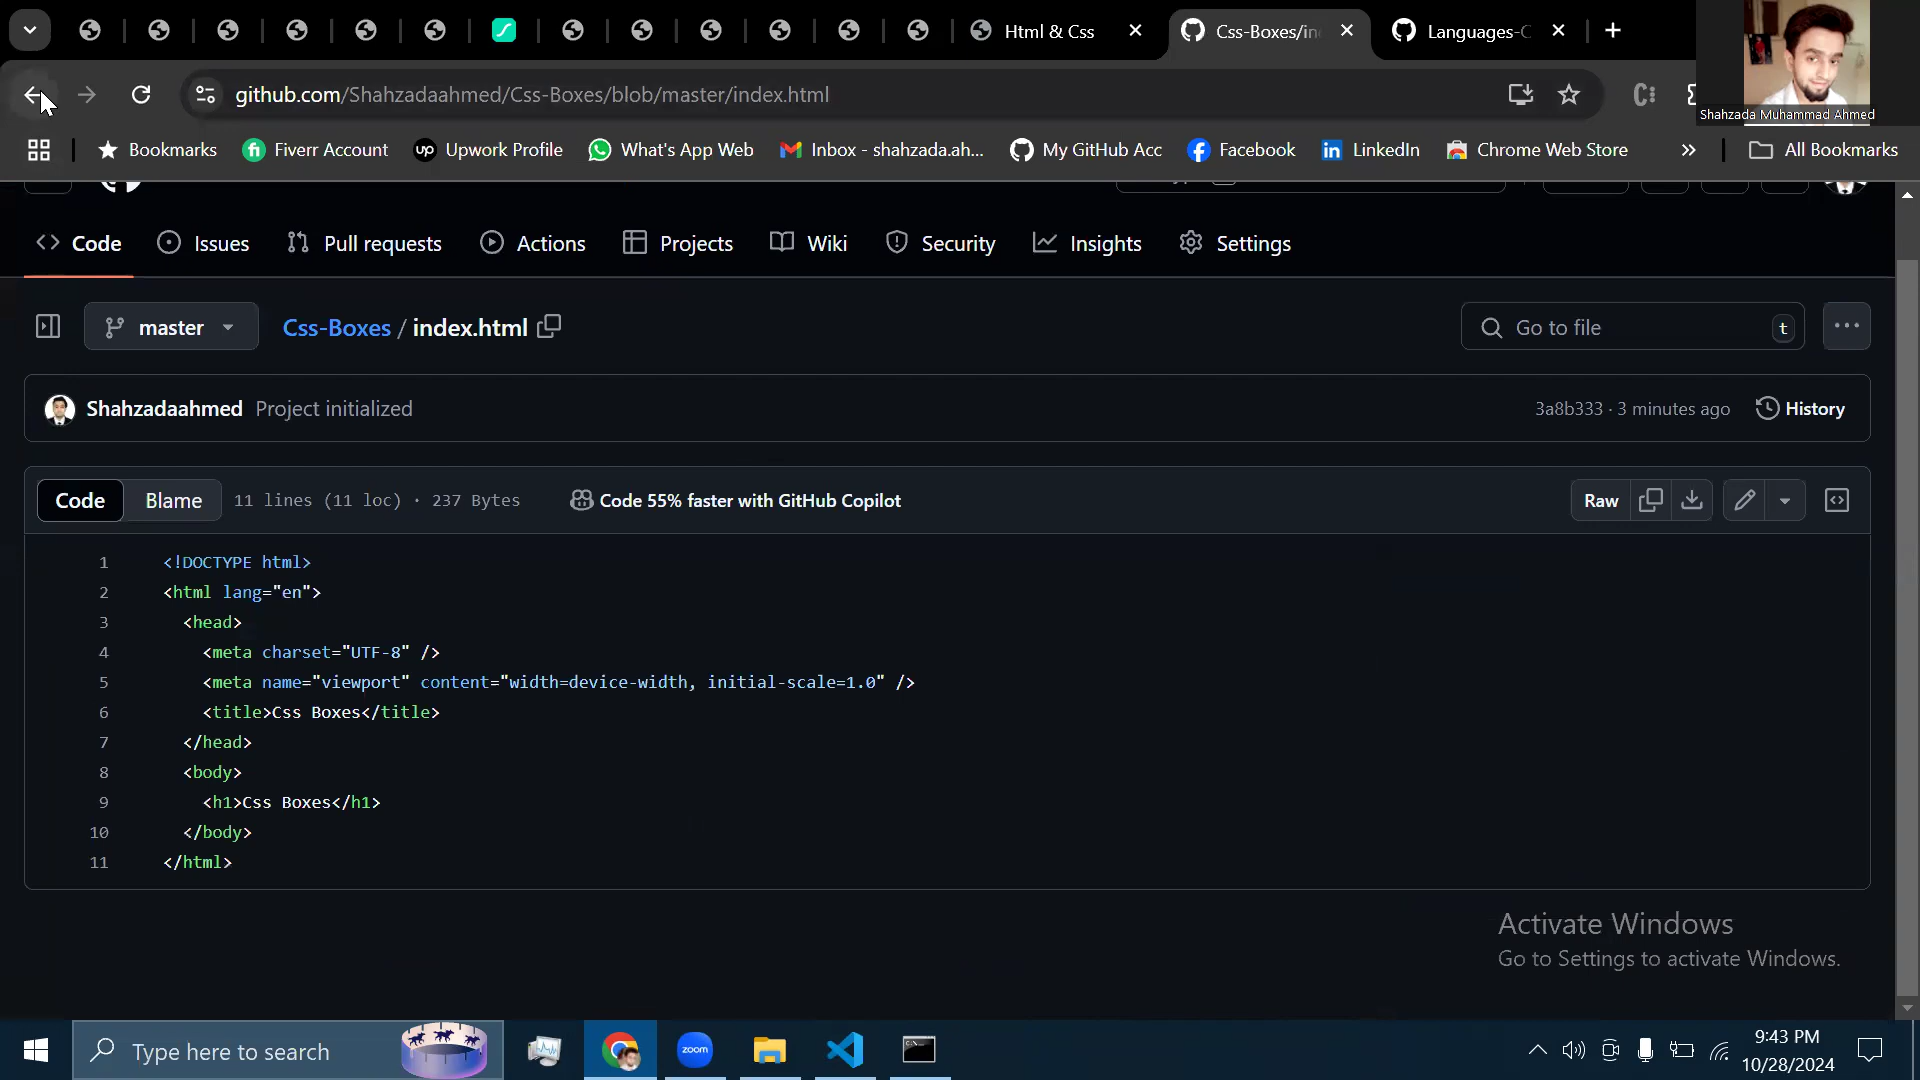 Html & Css
Css-Boxes/in
Languages-C
github.com/Shahzadaahmed/Css-Boxes/blob/master/index.html
Shahzada Muhammad Ahmed
Bookmarks
Fiverr Account
up Upwork Profile
What's App Web
Inbox - shahzada.ah...
My GitHub Acc
Facebook
in LinkedIn
Chrome Web Store
All Bookmarks
Code
Issues
Pull requests
Actions
Projects
Wiki
Security
Insights
Settings
master
Css-Boxes / index.html
Go to file
t
Shahzadaahmed Project initialized
3a8b333 · 3 minutes ago
History
Code
Blame
11 lines (11 loc) · 237 Bytes
Code 55% faster with GitHub Copilot
Raw
1 <!DOCTYPE html>
2 <html lang="en">
3 <head>
4 <meta charset="UTF-8" />
5 <meta name="viewport" content="width=device-width, initial-scale=1.0" />
6 <title>Css Boxes</title>
7 </head>
8 <body>
9 <h1>Css Boxes</h1>
10 </body>
11 </html>
Activate Windows
Go to Settings to activate Windows.
Type here to search
zoom
9:43 PM
10/28/2024